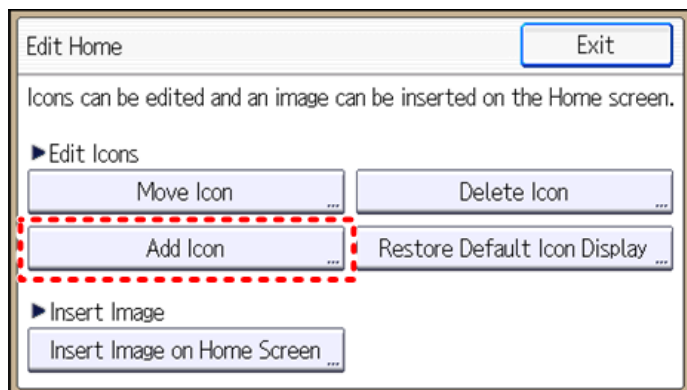 Edit Home
Exit
Icons can be edited and an image can be inserted on the Home screen.
►Edit Icons
Move Icon ...
Delete Icon ...
Add Icon ...
Restore Default Icon Display ...
►Insert Image
Insert Image on Home Screen ...